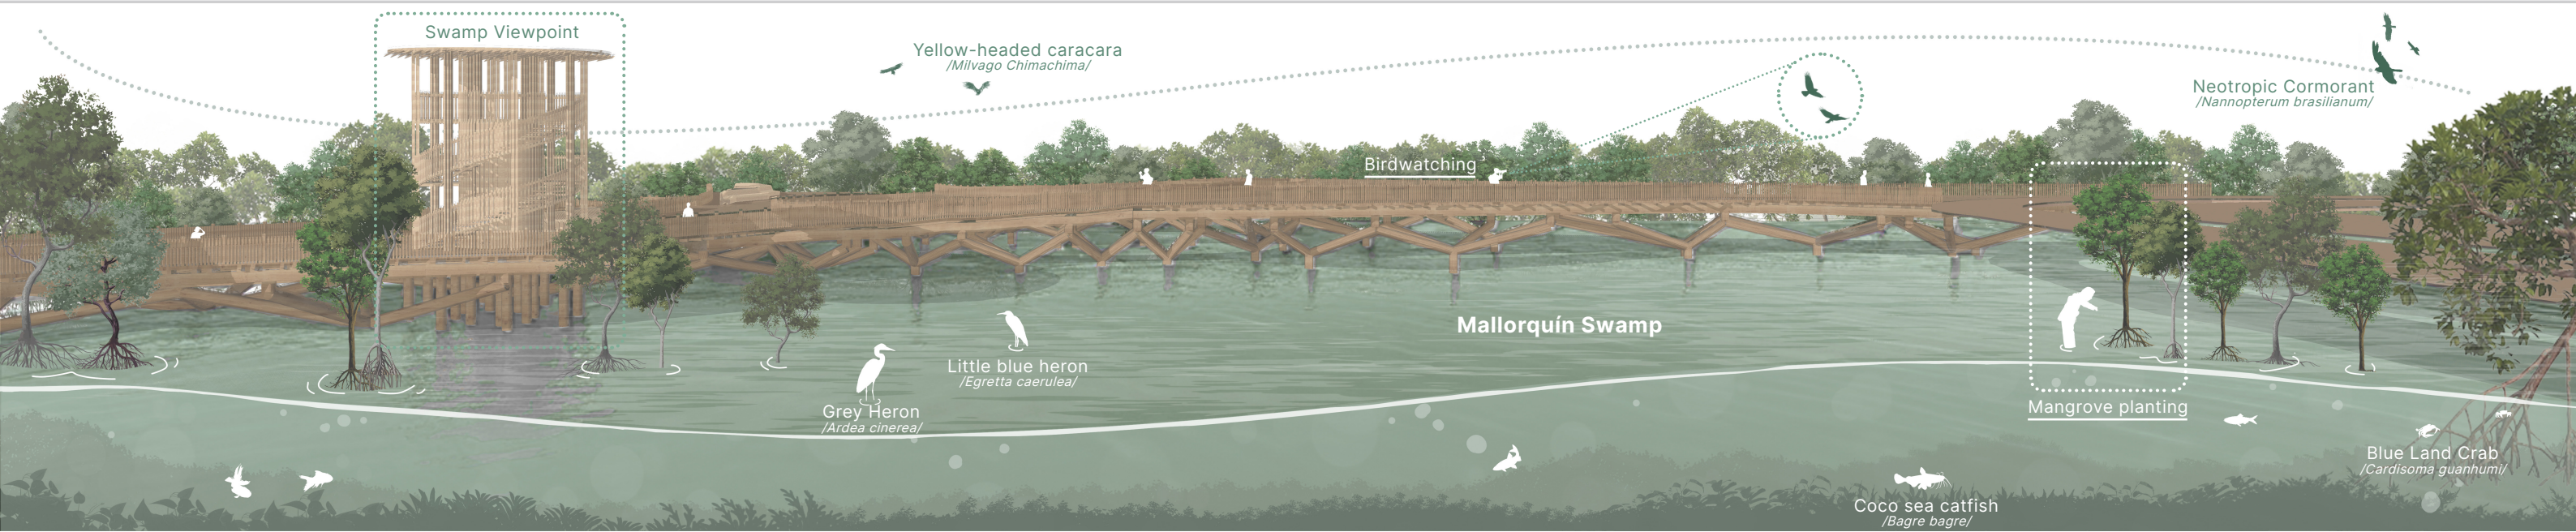 Swamp Viewpoint
Yellow-headed caracara
/Milvago Chimachima/
Neotropic Cormorant
/Nannopterum brasilianum/
Birdwatching
Mallorquín Swamp
Little blue heron
/Egretta caerulea/
Grey Heron
/Ardea cinerea/
Mangrove planting
Blue Land Crab
/Cardisoma guanhumi/
Coco sea catfish
/Bagre bagre/